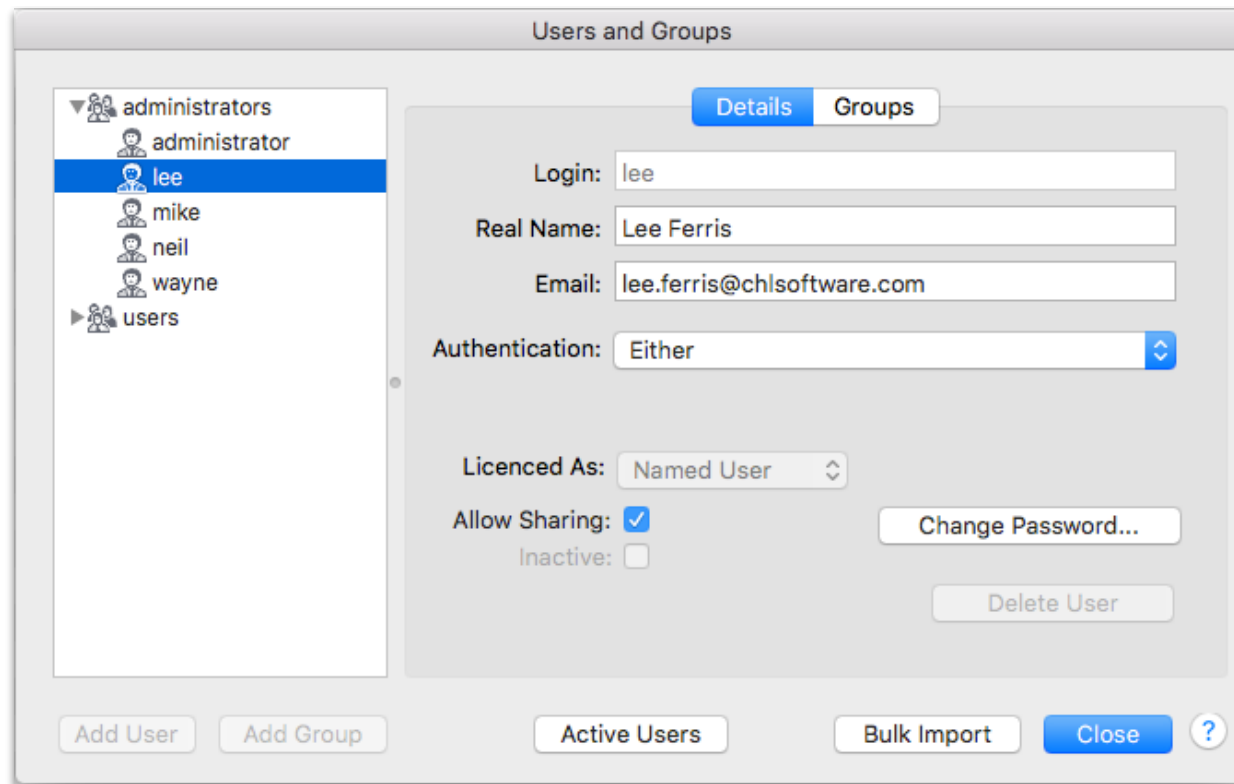 Users and Groups
administrators
administrator
lee
mike
neil
wayne
users
Details Groups
Login: lee
Real Name: Lee Ferris
Email: lee.ferris@chlsoftware.com
Authentication: Either
Licenced As: Named User
Allow Sharing:
Inactive:
Change Password...
Delete User
Add User Add Group Active Users Bulk Import Close ?